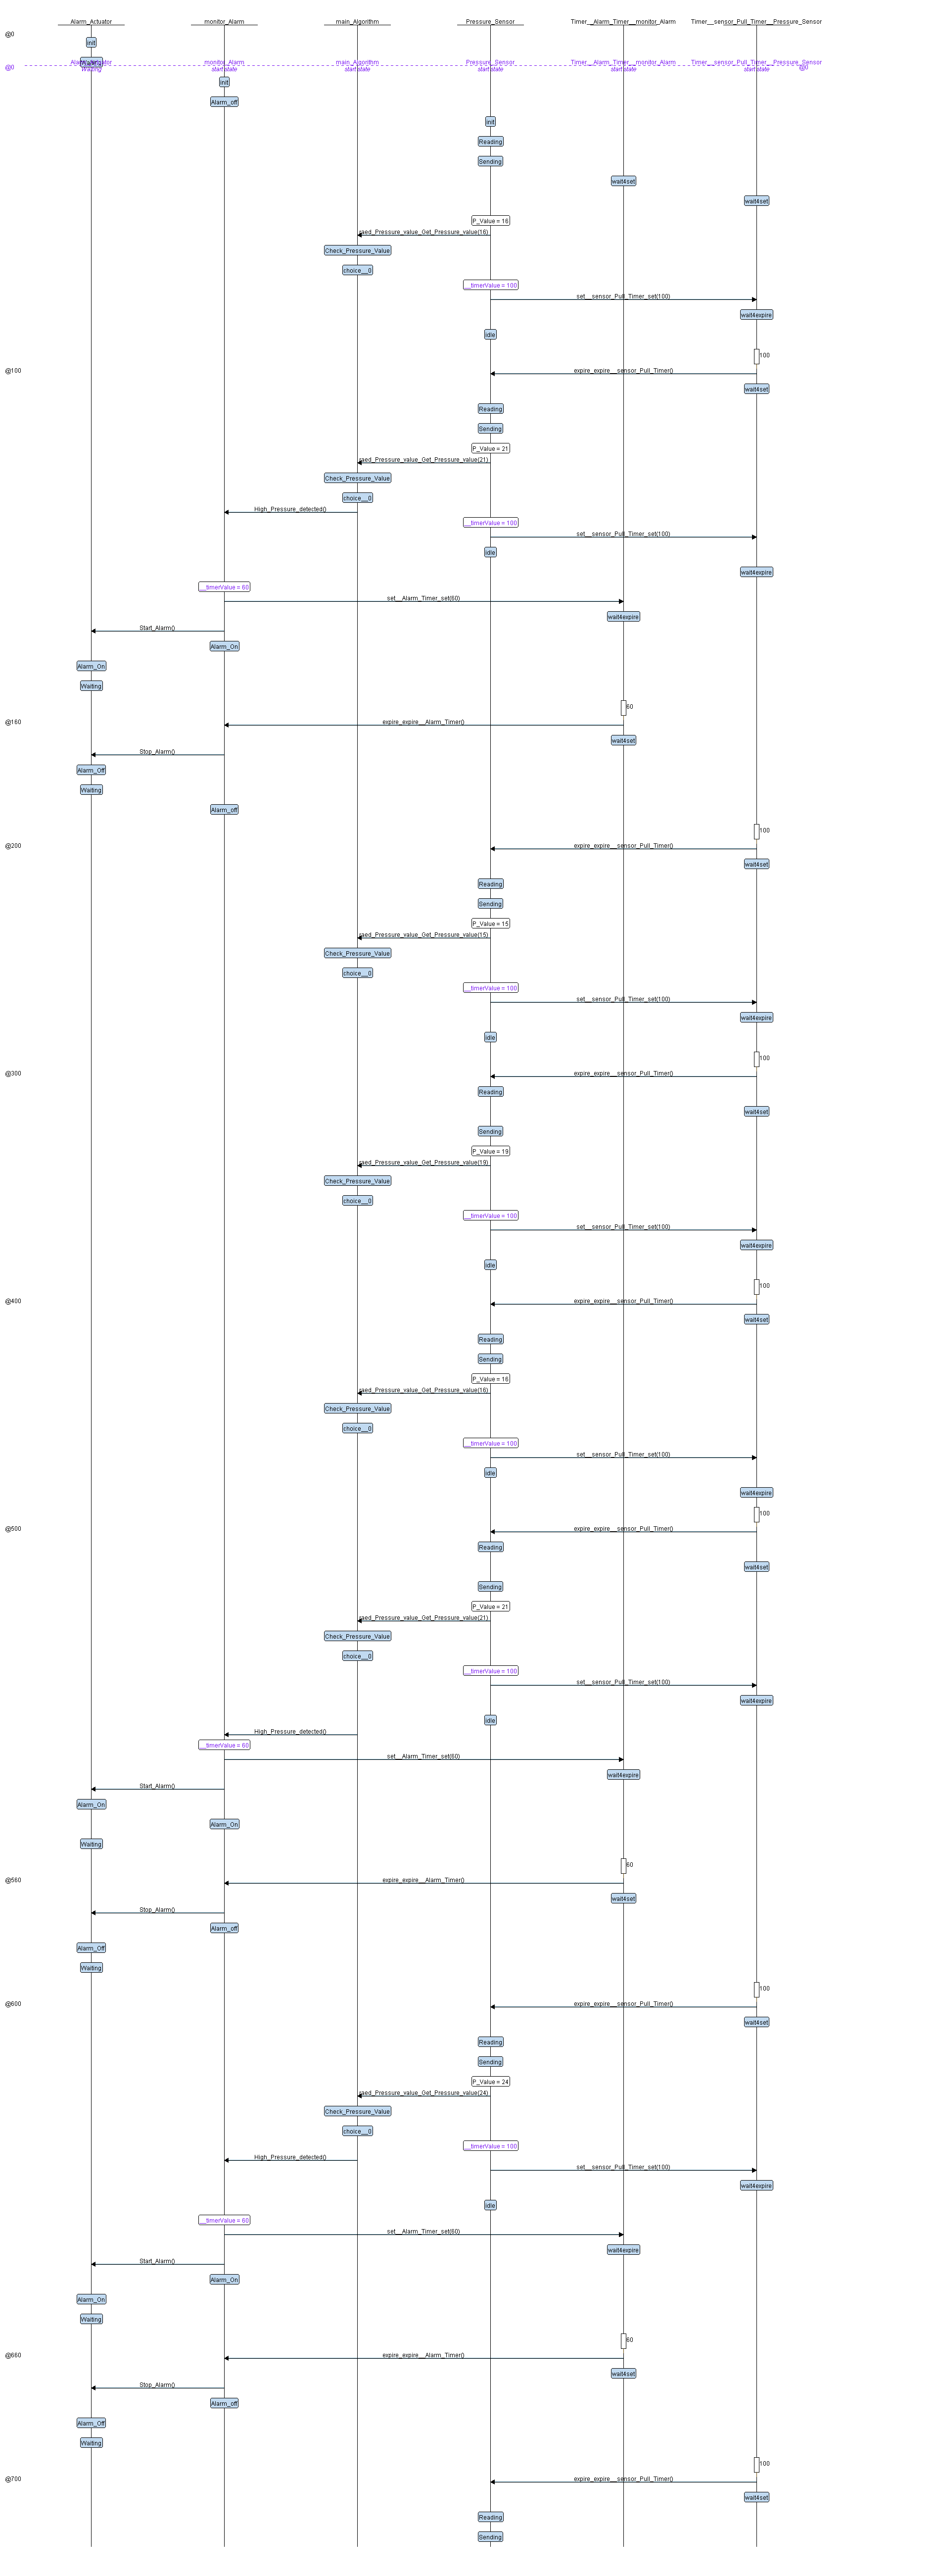 Alarm_Actuator monitor_Alarm main_Algorithm Pressure_Sensor Timer__Alarm_Timer__monitor_Alarm Timer__sensor_Pull_Timer__Pressure_Sensor
@0
init
Waiting
Alarm_Actuator monitor_Alarm main_Algorithm Pressure_Sensor Timer__Alarm_Timer__monitor_Alarm Timer__sensor_Pull_Timer__Pressure_Sensor
@0 Waiting start state start state start state start state start state @0
init
Alarm_off
init
Reading
Sending
wait4set
wait4set
P_Value = 16
raed_Pressure_value_Get_Pressure_value(16)
Check_Pressure_Value
choice__0
__timerValue = 100
set__sensor_Pull_Timer_set(100)
wait4expire
idle
100
@100 expire_expire__sensor_Pull_Timer()
wait4set
Reading
Sending
P_Value = 21
raed_Pressure_value_Get_Pressure_value(21)
Check_Pressure_Value
choice__0
High_Pressure_detected()
__timerValue = 100
set__sensor_Pull_Timer_set(100)
idle
wait4expire
__timerValue = 60
set__Alarm_Timer_set(60)
wait4expire
Start_Alarm()
Alarm_On
Alarm_On
Waiting
60
@160 expire_expire__Alarm_Timer()
wait4set
Stop_Alarm()
Alarm_Off
Waiting
Alarm_off
100
@200 expire_expire__sensor_Pull_Timer()
wait4set
Reading
Sending
P_Value = 15
raed_Pressure_value_Get_Pressure_value(15)
Check_Pressure_Value
choice__0
__timerValue = 100
set__sensor_Pull_Timer_set(100)
wait4expire
idle
100
@300 expire_expire__sensor_Pull_Timer()
Reading
wait4set
Sending
P_Value = 19
raed_Pressure_value_Get_Pressure_value(19)
Check_Pressure_Value
choice__0
__timerValue = 100
set__sensor_Pull_Timer_set(100)
wait4expire
idle
100
@400 expire_expire__sensor_Pull_Timer()
wait4set
Reading
Sending
P_Value = 16
raed_Pressure_value_Get_Pressure_value(16)
Check_Pressure_Value
choice__0
__timerValue = 100
set__sensor_Pull_Timer_set(100)
idle
wait4expire
100
@500 expire_expire__sensor_Pull_Timer()
Reading
wait4set
Sending
P_Value = 21
raed_Pressure_value_Get_Pressure_value(21)
Check_Pressure_Value
choice__0
__timerValue = 100
set__sensor_Pull_Timer_set(100)
wait4expire
idle
High_Pressure_detected()
__timerValue = 60
set__Alarm_Timer_set(60)
wait4expire
Start_Alarm()
Alarm_On
Alarm_On
Waiting
60
@560 expire_expire__Alarm_Timer()
wait4set
Stop_Alarm()
Alarm_off
Alarm_Off
Waiting
100
@600 expire_expire__sensor_Pull_Timer()
wait4set
Reading
Sending
P_Value = 24
raed_Pressure_value_Get_Pressure_value(24)
Check_Pressure_Value
choice__0
__timerValue = 100
High_Pressure_detected()
set__sensor_Pull_Timer_set(100)
wait4expire
idle
__timerValue = 60
set__Alarm_Timer_set(60)
wait4expire
Start_Alarm()
Alarm_On
Alarm_On
Waiting
60
@660 expire_expire__Alarm_Timer()
wait4set
Stop_Alarm()
Alarm_off
Alarm_Off
Waiting
100
@700 expire_expire__sensor_Pull_Timer()
wait4set
Reading
Sending